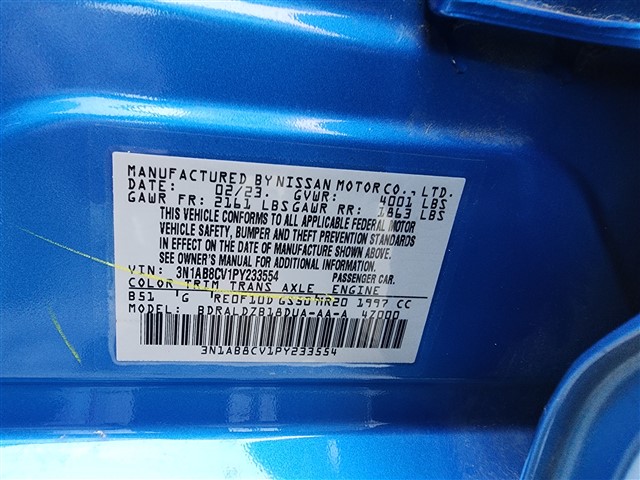 MANUFACTURED BY NISSAN MOTOR CO., LTD.
DATE: 02/23. GVWR: 4001 LBS
GAWR FR: 2161 LBS GAWR RR: 1863 LBS
THIS VEHICLE CONFORMS TO ALL APPLICABLE FEDERAL MOTOR
VEHICLE SAFETY, BUMPER, AND THEFT PREVENTION STANDARDS
IN EFFECT ON THE DATE OF MANUFACTURE SHOWN ABOVE.
SEE OWNER'S MANUAL FOR ADDITIONAL INFORMATION.
VIN: 3N1AB8CV1PY233554 PASSENGER CAR.
COLOR TRIM TRANS AXLE ENGINE
B51 'G 'RE0F10D GS50 MR20 1997 CC
MODEL: BDRALDZB18DUA-AA-A 4Z000
3N1AB8CV1PY233554